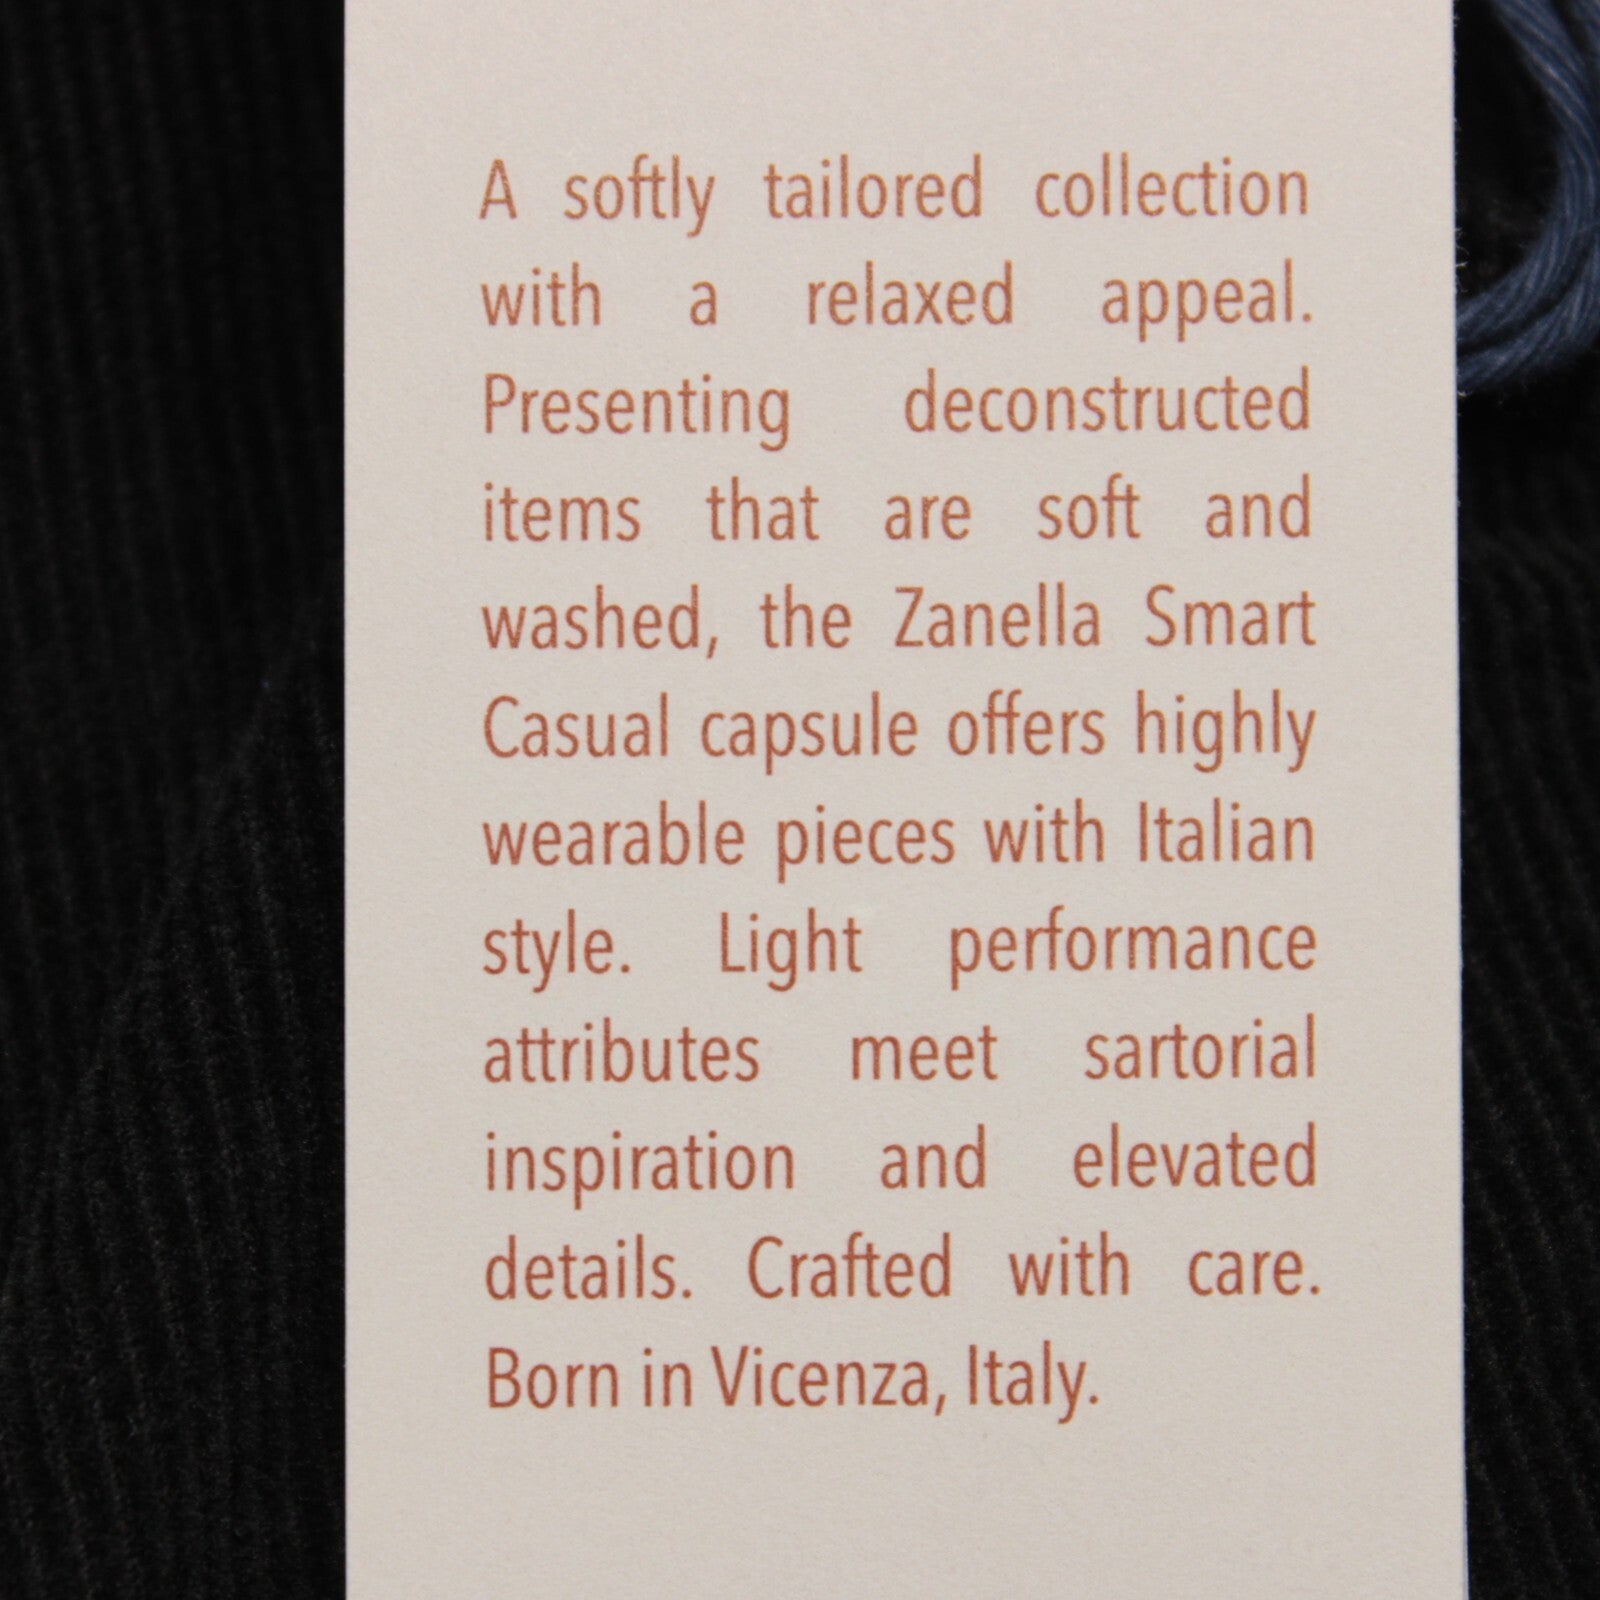 A softly tailored collection
with a relaxed appeal.
Presenting deconstructed
items that are soft and
washed, the Zanella Smart
Casual capsule offers highly
wearable pieces with Italian
style. Light performance
attributes meet sartorial
inspiration and elevated
details. Crafted with care.
Born in Vicenza, Italy.